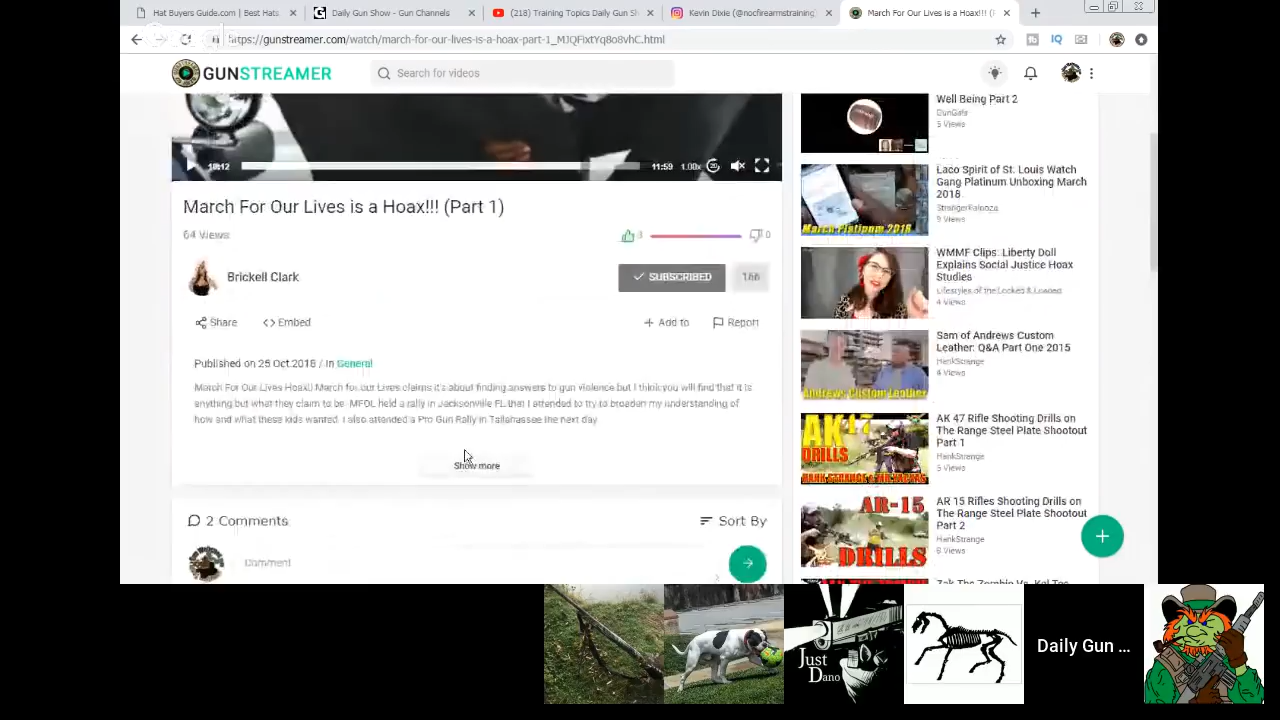 Hat Buyers Guide.com | Best Hats
Daily Gun Show - Gun Channels
(218) Training Topics Daily Gun Sh
Kevin Dixie (@nocfirearmstraining)
March For Our Lives is a Hoax!!! (P
https://gunstreamer.com/watch/march-for-our-lives-is-a-hoax-part-1_MJQFixtYq8o8vhC.html
IQ
GUNSTREAMER
Search for videos
10:12
11:59
1.00x
March For Our Lives is a Hoax!!! (Part 1)
64 Views
3
0
Brickell Clark
SUBSCRIBED
166
Share
Embed
Add to
Report
Published on 25 Oct 2018 / In General
March For Our Lives Hoax!! March for our Lives claims it's about finding answers to gun violence but I think you will find that it is
anything but what they claim to be. MFOL held a rally in Jacksonville FL that I attended to try to broaden my understanding of
how and what these kids wanted. I also attended a Pro Gun Rally in Tallahassee the next day
Show more
2 Comments
Sort By
Comment
Well Being Part 2
GunGate
5 Views
March Platinum 2018
Laco Spirit of St. Louis Watch
Gang Platinum Unboxing March
2018
StrangerPalooza
9 Views
WMMF Clips: Liberty Doll
Explains Social Justice Hoax
Studies
Lifestyles of the Locked & Loaded
4 Views
Andrews Custom Leather
Sam of Andrews Custom
Leather: Q&A Part One 2015
HankStrange
4 Views
AK 47
DRILLS
AK 47 Rifle Shooting Drills on
The Range Steel Plate Shootout
Part 1
HankStrange
5 Views
AR-15
DRILLS
AR 15 Rifles Shooting Drills on
The Range Steel Plate Shootout
Part 2
HankStrange
6 Views
Just
Dano
Daily Gun ...